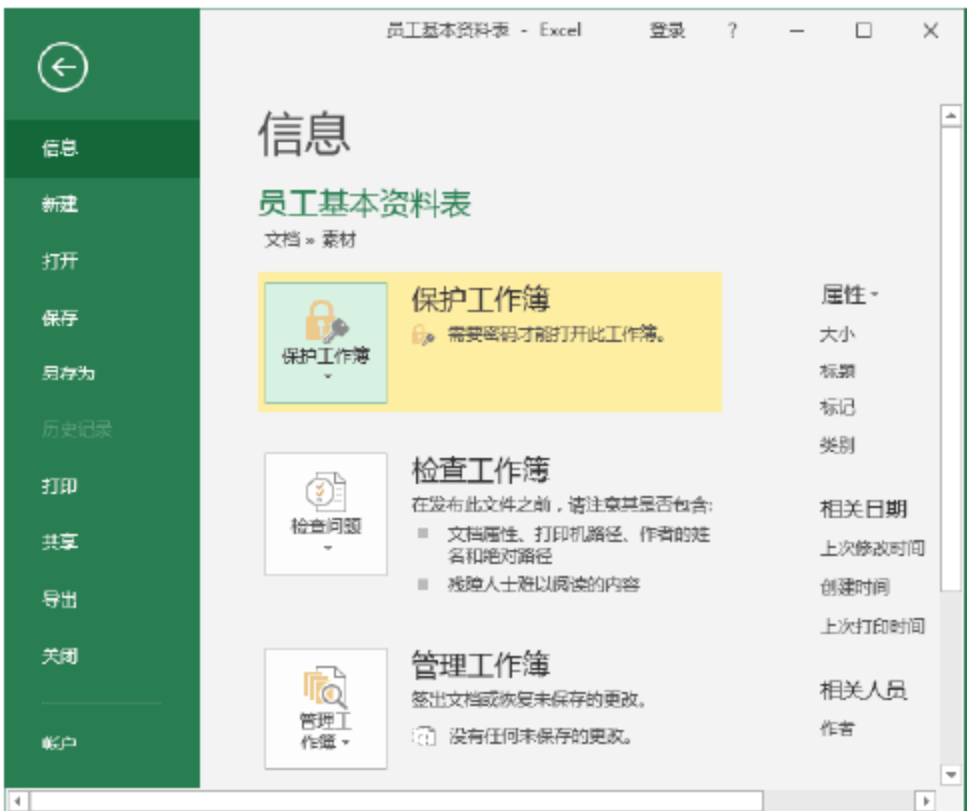 员工基本资料表 - Excel 登录 ?
信息
新建
打开
保存
另存为
历史记录
打印
共享
导出
关闭
帐户
信息
员工基本资料表
文档 » 素材
保护工作簿
保护工作簿
需要密码才能打开此工作簿。
检查问题
检查工作簿
在发布此文件之前，请注意其是否包含:
文档属性、打印机路径、作者的姓
名和绝对路径
残障人士难以阅读的内容
管理工
作簿
管理工作簿
签出文档或恢复未保存的更改。
没有任何未保存的更改。
属性
大小
标题
标记
类别
相关日期
上次修改时间
创建时间
上次打印时间
相关人员
作者